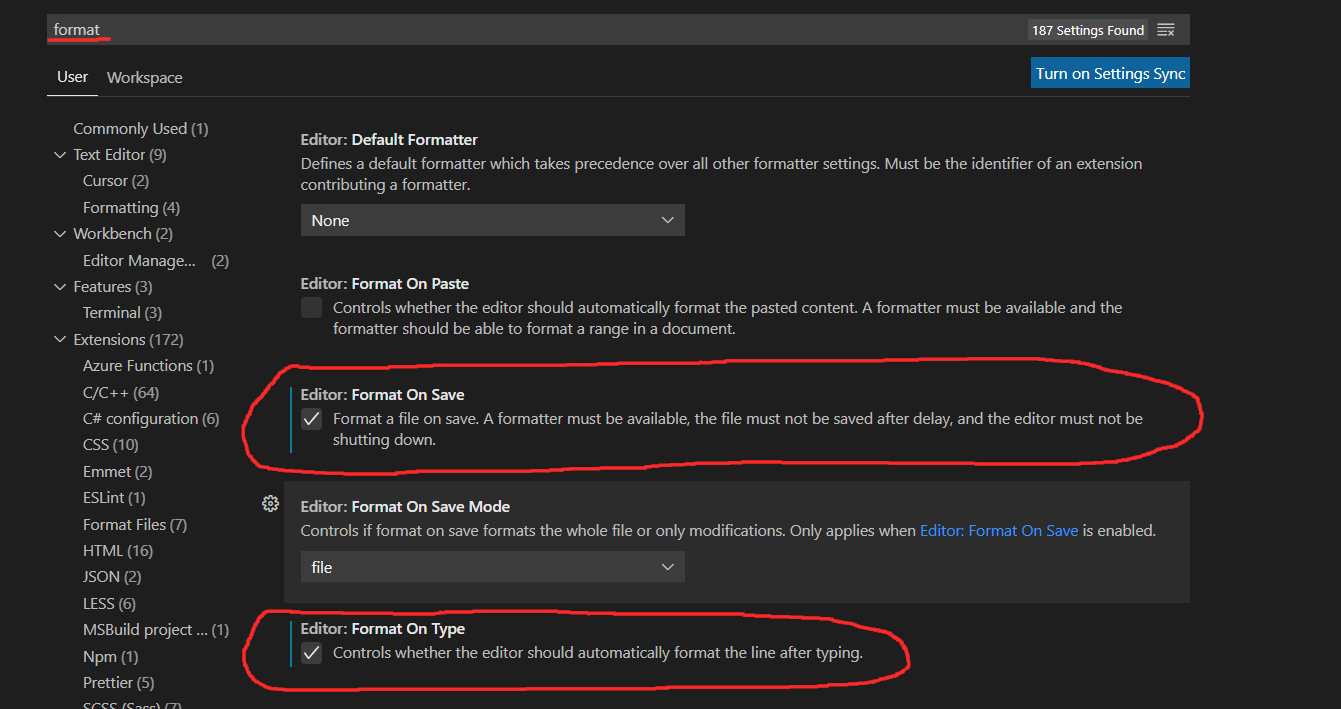 format
187 Settings Found
User
Workspace
Turn on Settings Sync
Commonly Used (1)
Text Editor (9)
Cursor (2)
Formatting (4)
Workbench (2)
Editor Manage... (2)
Features (3)
Terminal (3)
Extensions (172)
Azure Functions (1)
C/C++ (64)
C# configuration (6)
CSS (10)
Emmet (2)
ESLint (1)
Format Files (7)
HTML (16)
JSON (2)
LESS (6)
MSBuild project ... (1)
Npm (1)
Prettier (5)
SCSS (Sass) (7)
Editor: Default Formatter
Defines a default formatter which takes precedence over all other formatter settings. Must be the identifier of an extension
contributing a formatter.
None
Editor: Format On Paste
Controls whether the editor should automatically format the pasted content. A formatter must be available and the
formatter should be able to format a range in a document.
Editor: Format On Save
Format a file on save. A formatter must be available, the file must not be saved after delay, and the editor must not be
shutting down.
Editor: Format On Save Mode
Controls if format on save formats the whole file or only modifications. Only applies when Editor: Format On Save is enabled.
file
Editor: Format On Type
Controls whether the editor should automatically format the line after typing.